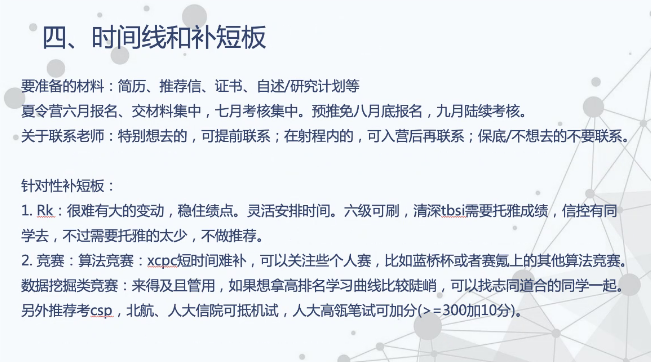 四、时间线和补短板
要准备的材料：简历、推荐信、证书、自述/研究计划等
夏令营六月报名、交材料集中，七月考核集中。预推免八月底报名，九月陆续考核。
关于联系老师：特别想去的，可提前联系；在射程内的，可入营后再联系；保底/不想去的不要联系。
针对性补短板：
1. Rk：很难有大的变动，稳住绩点。灵活安排时间。六级可刷，清深tbsi需要托雅成绩，信控有同
学去，不过需要托雅的太少，不做推荐。
2. 竞赛：算法竞赛：xcpc短时间难补，可以关注些个人赛，比如蓝桥杯或者赛氪上的其他算法竞赛。
数据挖掘类竞赛：来得及且管用，如果想拿高排名学习曲线比较陡峭，可以找志同道合的同学一起。
另外推荐考csp，北航、人大信院可抵机试，人大高瓴笔试可加分(>=300加10分)。